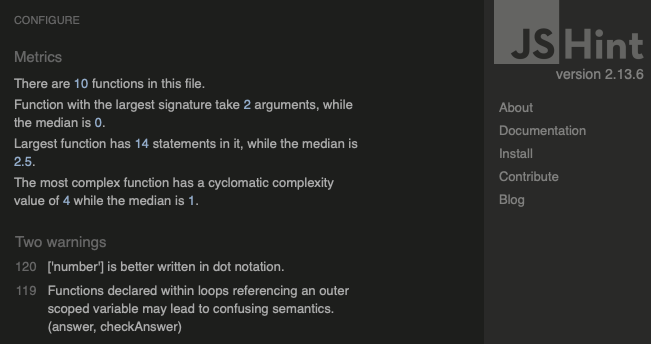 CONFIGURE
Metrics
There are 10 functions in this file.
Function with the largest signature take 2 arguments, while
the median is 0.
Largest function has 14 statements in it, while the median is
2.5.
The most complex function has a cyclomatic complexity
value of 4 while the median is 1.
Two warnings
120 ['number'] is better written in dot notation.
119 Functions declared within loops referencing an outer
scoped variable may lead to confusing semantics.
(answer, checkAnswer)
JSHint
version 2.13.6
About
Documentation
Install
Contribute
Blog